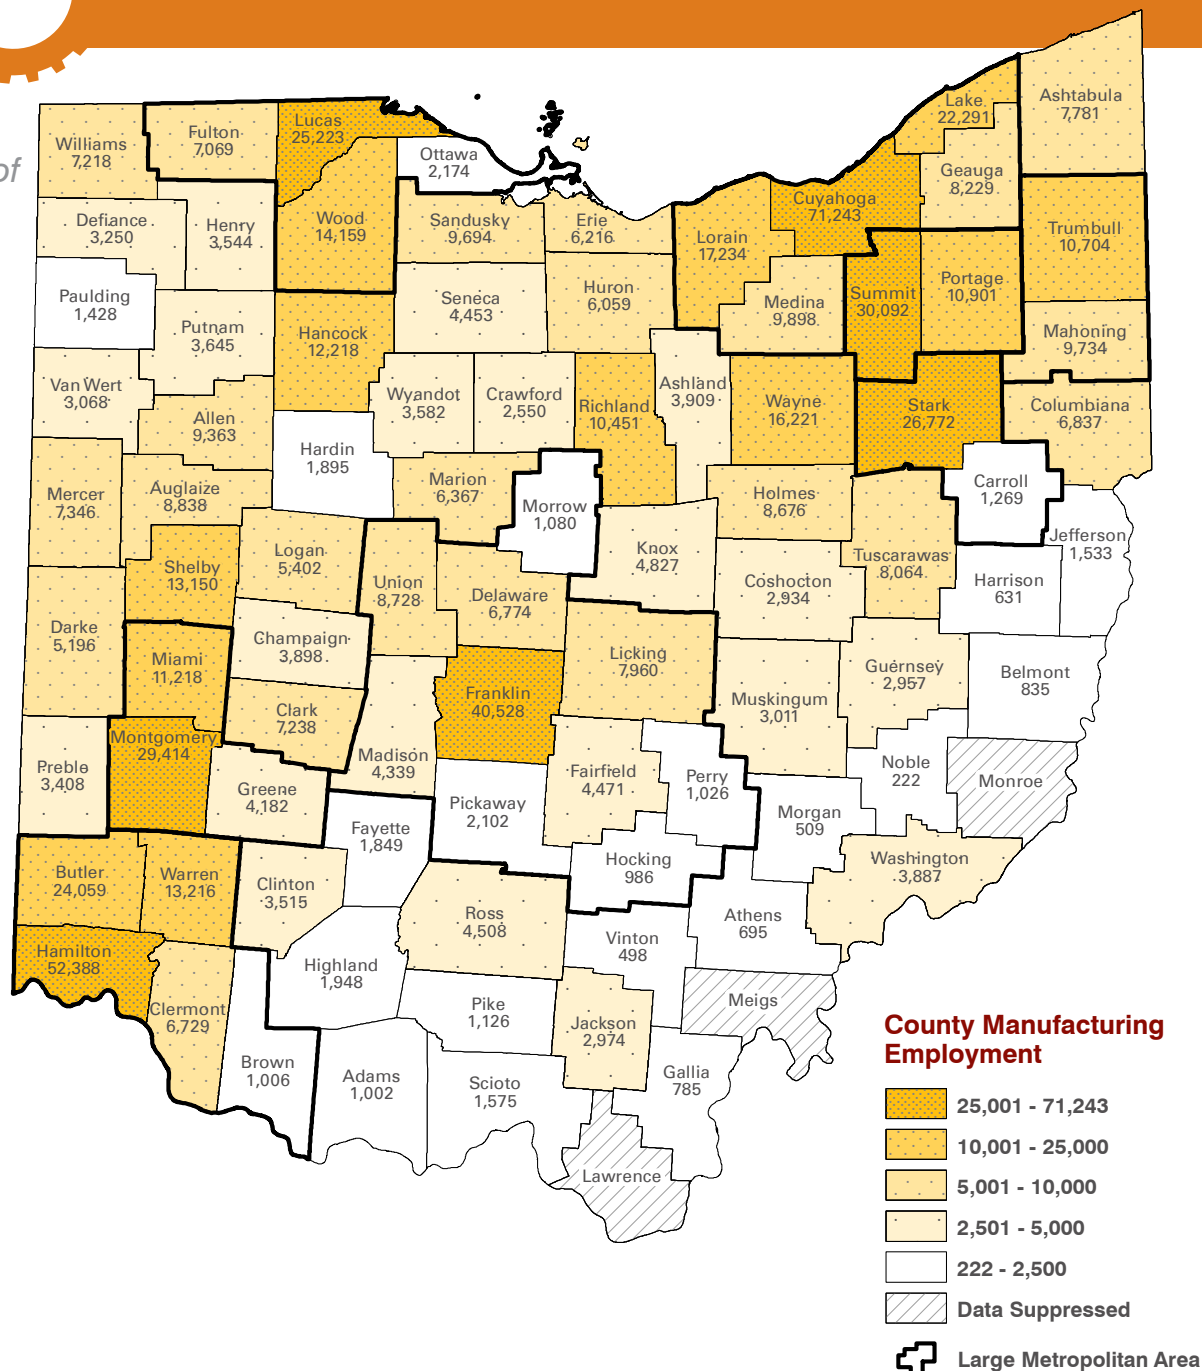 of
Williams
7,218
Fulton
7,069
Lucas
25,223
Ottawa
2,174
Lake
22,291
Ashtabula
7,781
Geauga
8,229
Defiance
3,250
Henry
3,544
Wood
14,159
Sandusky
9,694
Erie
6,216
Lorain
17,234
Cuyahoga
71,243
Trumbull
10,704
Paulding
1,428
Putnam
3,645
Hancock
12,218
Seneca
4,453
Huron
6,059
Medina
9,898
Summit
30,092
Portage
10,901
Mahoning
9,734
Van Wert
3,068
Allen
9,363
Wyandot
3,582
Crawford
2,550
Richland
10,451
Ashland
3,909
Wayne
16,221
Stark
26,772
Columbiana
6,837
Hardin
1,895
Mercer
7,346
Auglaize
8,838
Marion
6,367
Morrow
1,080
Holmes
8,676
Carroll
1,269
Jefferson
1,533
Shelby
13,150
Logan
5,402
Union
8,728
Delaware
6,774
Knox
4,827
Coshocton
2,934
Tuscarawas
8,064
Harrison
631
Darke
5,196
Miami
11,218
Champaign
3,898
Licking
7,960
Muskingum
3,011
Guernsey
2,957
Belmont
835
Clark
7,238
Franklin
40,528
Montgomery
29,414
Madison
4,339
Preble
3,408
Greene
4,182
Pickaway
2,102
Fairfield
4,471
Perry
1,026
Noble
222
Monroe
Morgan
509
Fayette
1,849
Hocking
986
Washington
3,887
Butler
24,059
Warren
13,216
Clinton
3,515
Ross
4,508
Athens
695
Vinton
498
Hamilton
52,388
Highland
1,948
Pike
1,126
Meigs
Clermont
6,729
Jackson
2,974
Brown
1,006
Adams
1,002
Scioto
1,575
Gallia
785
Lawrence
County Manufacturing
Employment
25,001 - 71,243
10,001 - 25,000
5,001 - 10,000
2,501 - 5,000
222 - 2,500
Data Suppressed
Large Metropolitan Area